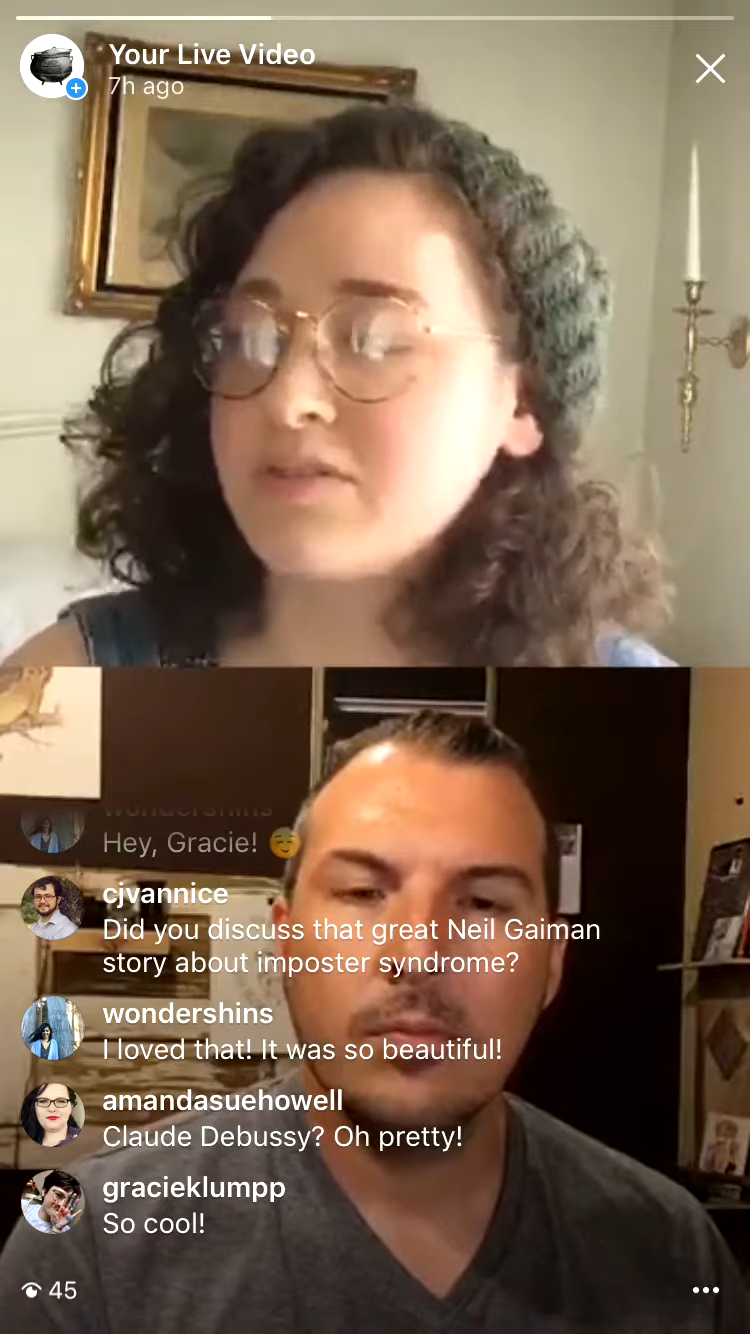 Your Live Video
7h ago
wondershins
Hey, Gracie! ☺️
cjvannice
Did you discuss that great Neil Gaiman
story about imposter syndrome?
wondershins
I loved that! It was so beautiful!
amandasuehowell
Claude Debussy? Oh pretty!
gracieklumpp
So cool!
45